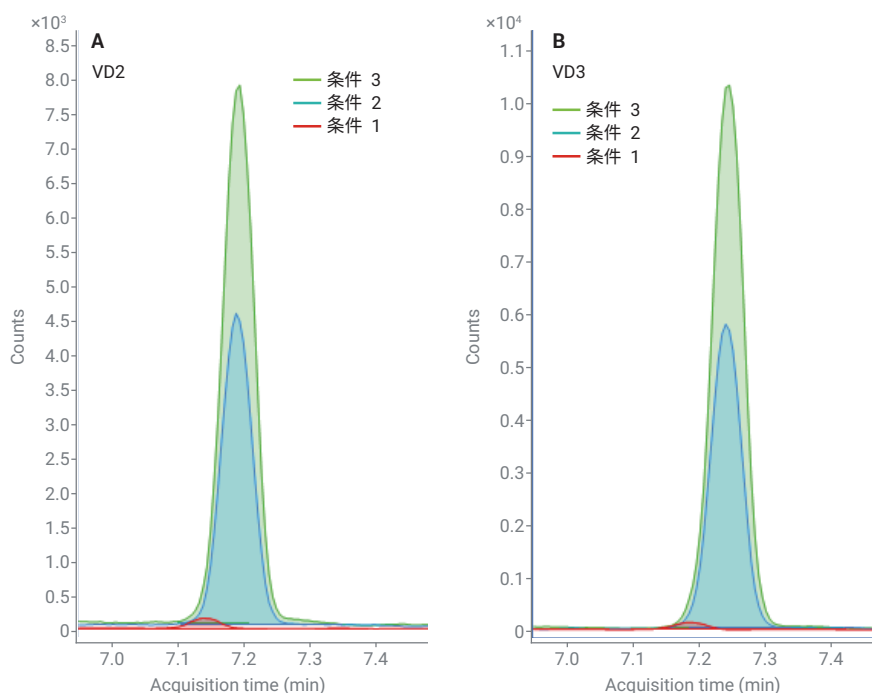 ×10³
A
VD2
条件 3
条件 2
条件 1
8.5
8.0
7.5
7.0
6.5
6.0
5.5
5.0
4.5
4.0
3.5
3.0
2.5
2.0
1.5
1.0
0.5
0
Counts
7.0 7.1 7.2 7.3 7.4
Acquisition time (min)
×10⁴
B
VD3
条件 3
条件 2
条件 1
1.1
1.0
0.9
0.8
0.7
0.6
0.5
0.4
0.3
0.2
0.1
0
Counts
7.0 7.1 7.2 7.3 7.4
Acquisition time (min)